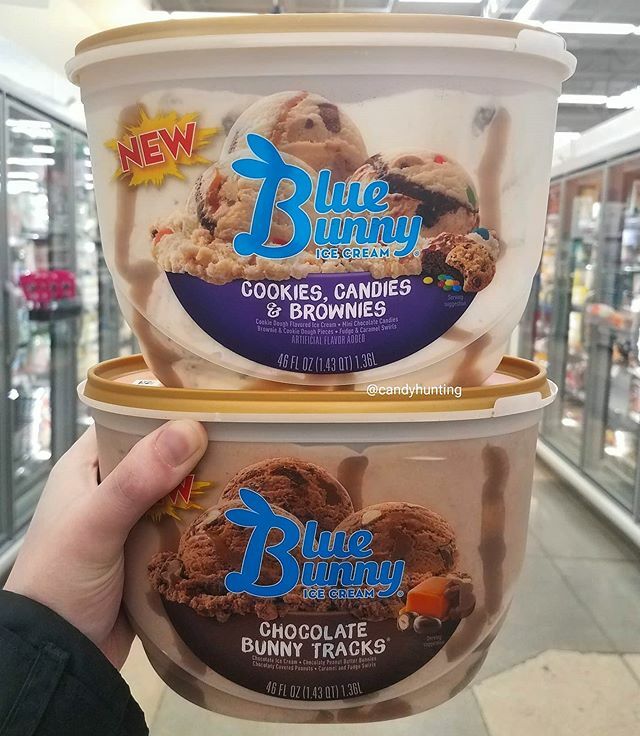 NEW
Blue
Bunny
ICE CREAM®
COOKIES, CANDIES
& BROWNIES
Cookie Dough Flavored Ice Cream • Mini Chocolate Candies
Brownie & Cookie Dough Pieces • Fudge & Caramel Swirls
ARTIFICIAL FLAVOR ADDED
46 FL OZ (1.43 QT) 1.36L
Serving
suggestion
@candyhunting
NEW
Blue
Bunny
ICE CREAM®
CHOCOLATE
BUNNY TRACKS®
Chocolate Ice Cream • Chocolaty Peanut Butter Bunnies
Chocolaty Covered Peanuts • Caramel and Fudge Swirls
46 FL OZ (1.43 QT) 1.36L
Serving
suggestion